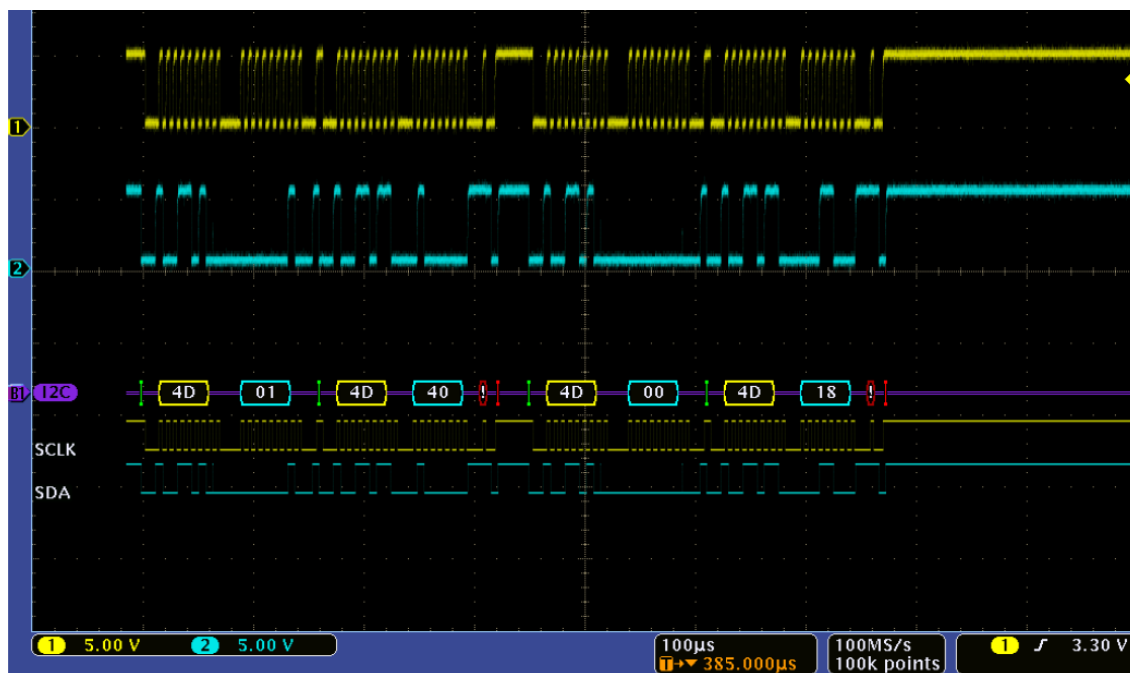 1
2
B1 I2C 4D 01 4D 40 ! 4D 00 4D 18 !
SCLK
SDA
1 5.00 V 2 5.00 V 100µs 100MS/s 1 3.30 V
T 385.000µs 100k points